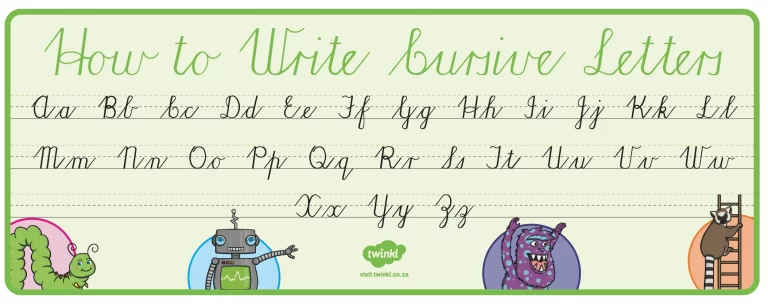 How to Write Cursive Letters
Aa Bb Cc Dd Ee Ff Gg Hh Ii Jj Kk Ll
Mm Nn Oo Pp Qq Rr Ss Tt Uu Vv Ww
Xx Yy Zz
twinkl
visit twinkl.co.za